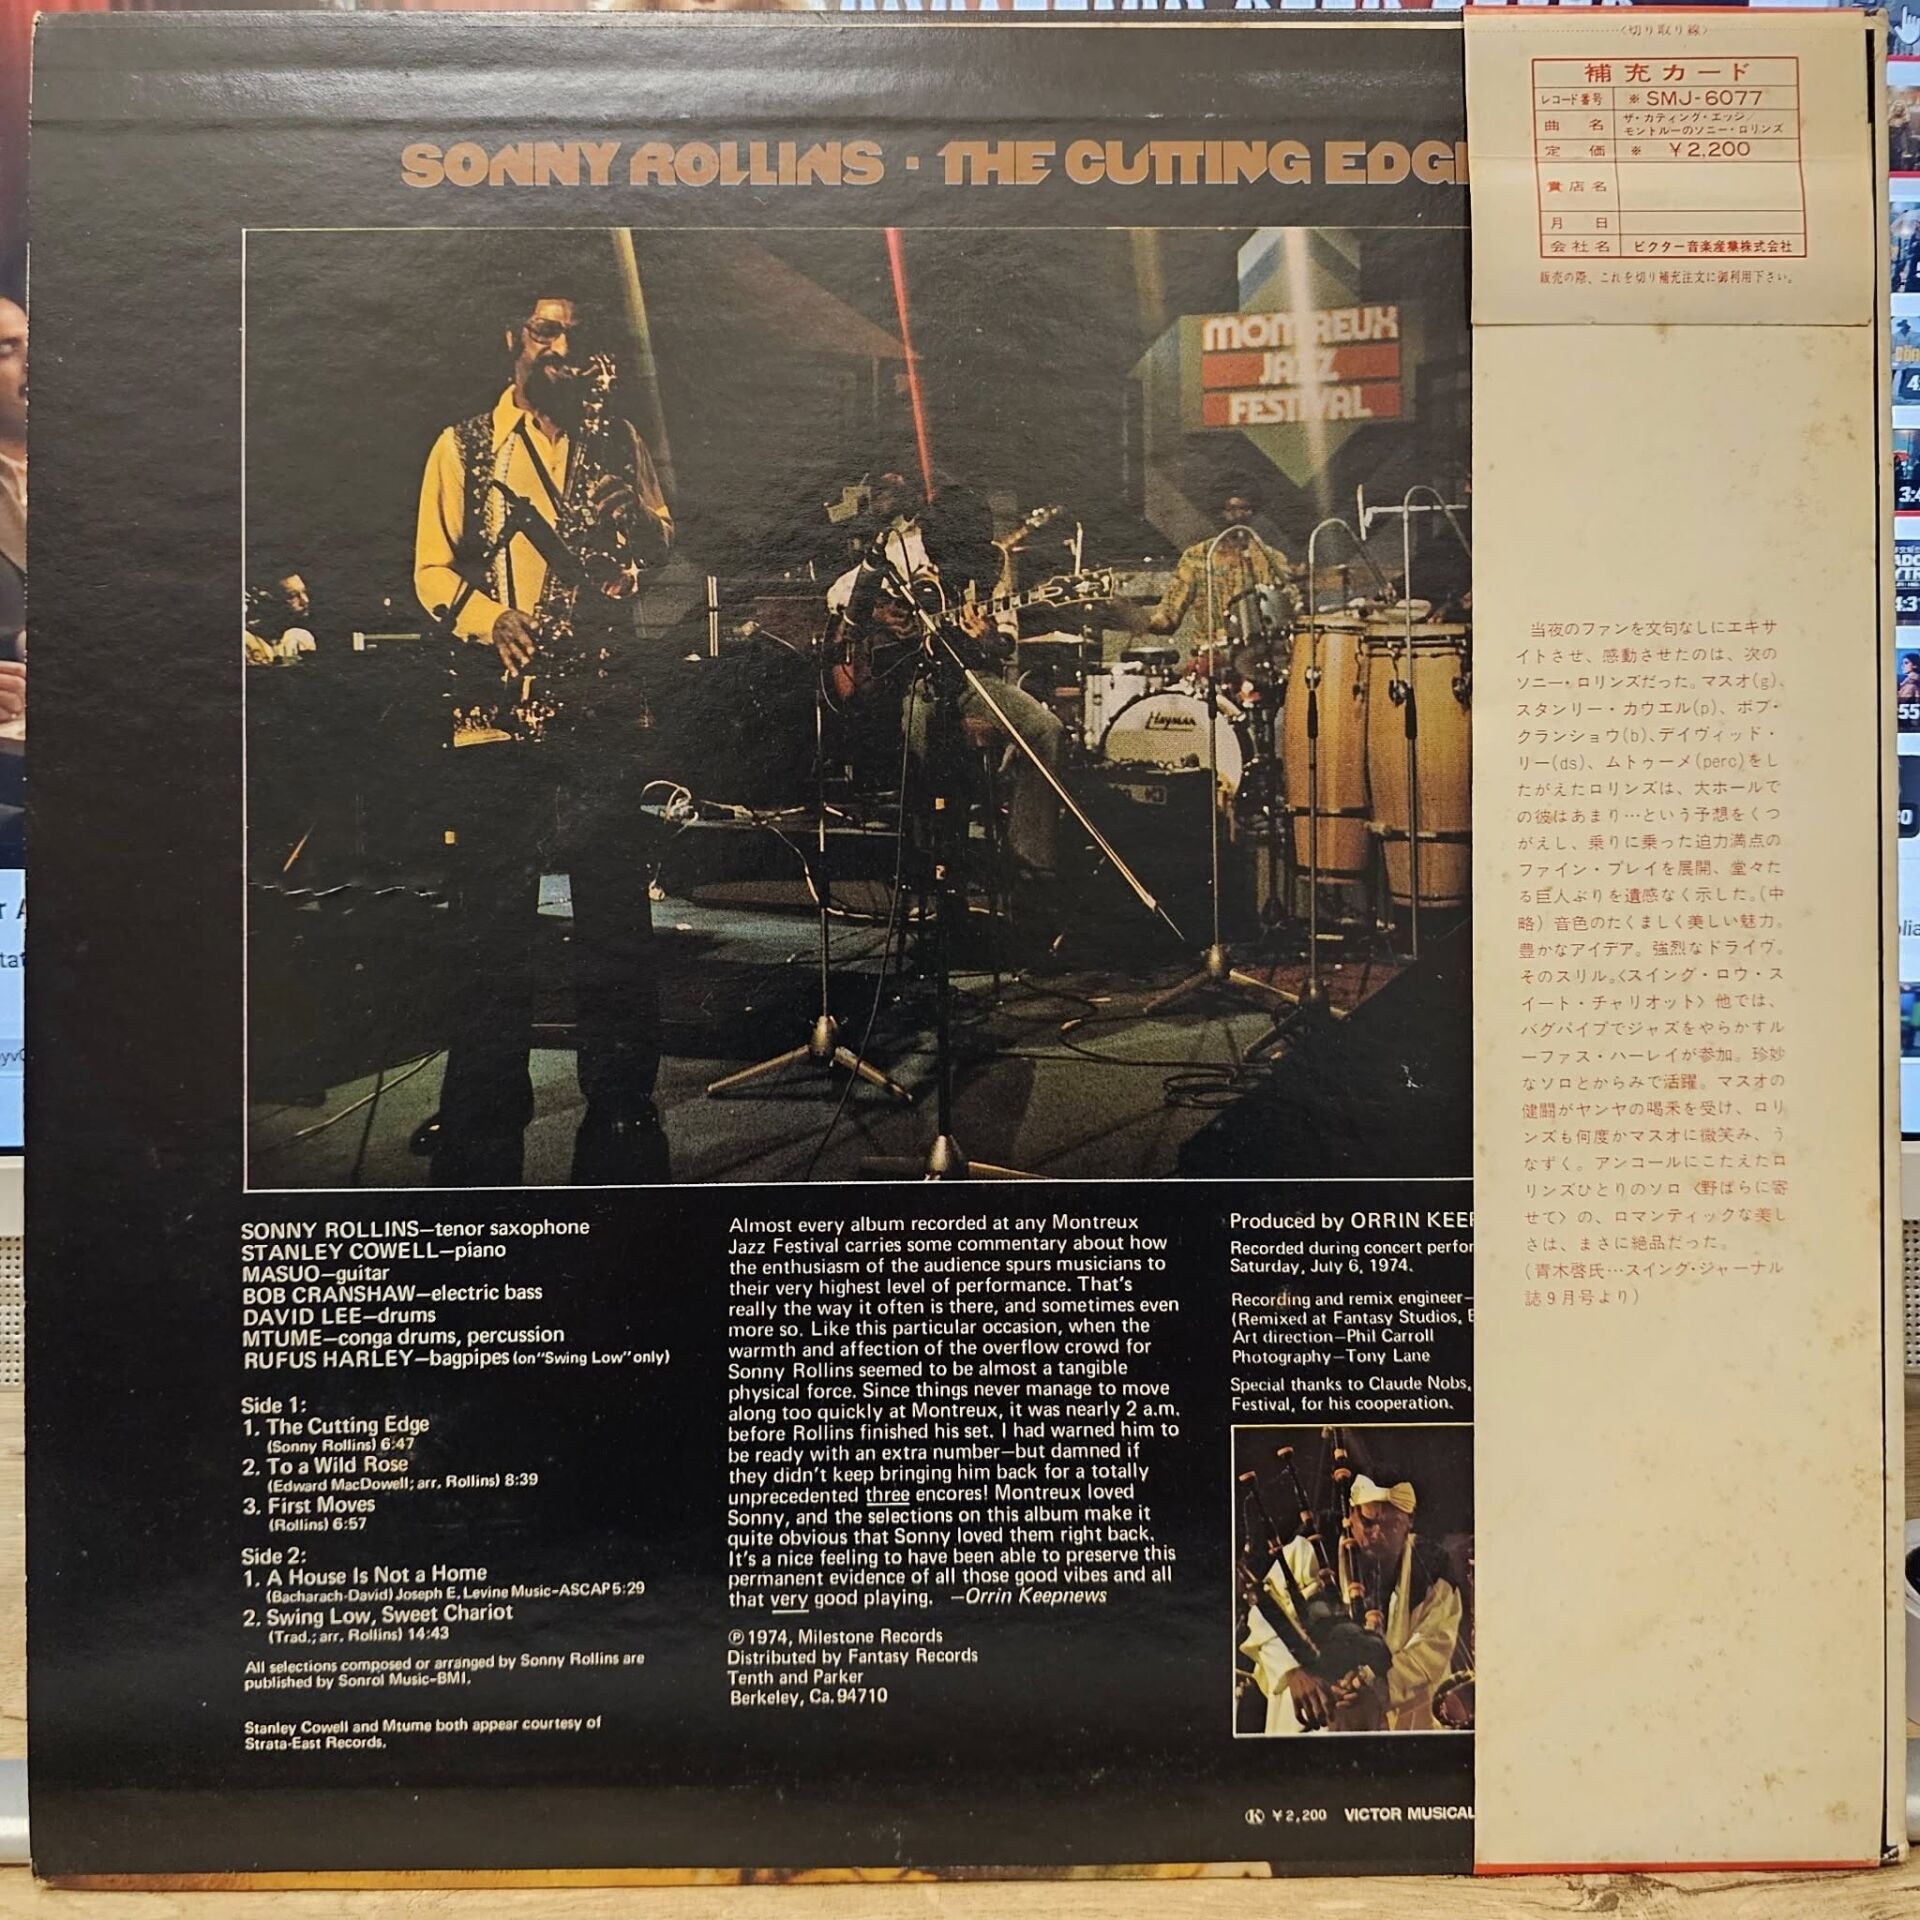 SONNY ROLLINS · THE CUTTING EDG
MONTREUX
JAZZ
FESTIVAL
Hayman
SONNY ROLLINS—tenor saxophone
STANLEY COWELL—piano
MASUO—guitar
BOB CRANSHAW—electric bass
DAVID LEE—drums
MTUME—conga drums, percussion
RUFUS HARLEY—bagpipes (on "Swing Low" only)
Side 1:
1. The Cutting Edge
(Sonny Rollins) 6:47
2. To a Wild Rose
(Edward MacDowell; arr. Rollins) 8:39
3. First Moves
(Rollins) 6:57
Side 2:
1. A House Is Not a Home
(Bacharach-David) Joseph E. Levine Music-ASCAP 5:29
2. Swing Low, Sweet Chariot
(Trad.; arr. Rollins) 14:43
All selections composed or arranged by Sonny Rollins are
published by Sonrol Music-BMI.
Stanley Cowell and Mtume both appear courtesy of
Strata-East Records.
Almost every album recorded at any Montreux
Jazz Festival carries some commentary about how
the enthusiasm of the audience spurs musicians to
their very highest level of performance. That's
really the way it often is there, and sometimes even
more so. Like this particular occasion, when the
warmth and affection of the overflow crowd for
Sonny Rollins seemed to be almost a tangible
physical force. Since things never manage to move
along too quickly at Montreux, it was nearly 2 a.m.
before Rollins finished his set. I had warned him to
be ready with an extra number—but damned if
they didn't keep bringing him back for a totally
unprecedented three encores! Montreux loved
Sonny, and the selections on this album make it
quite obvious that Sonny loved them right back.
It's a nice feeling to have been able to preserve this
permanent evidence of all those good vibes and all
that very good playing. —Orrin Keepnews
Ⓟ 1974, Milestone Records
Distributed by Fantasy Records
Tenth and Parker
Berkeley, Ca. 94710
Produced by ORRIN KEEP
Recorded during concert perfor
Saturday, July 6, 1974.
Recording and remix engineer—
(Remixed at Fantasy Studios, B
Art direction—Phil Carroll
Photography—Tony Lane
Special thanks to Claude Nobs,
Festival, for his cooperation.
Ⓚ ¥2,200 VICTOR MUSICAL
〈切り取り線〉
補充カード
レコード番号 ※ SMJ-6077
曲名 ザ・カティング・エッジ/
モントルーのソニー・ロリンズ
定価 ※ ¥2,200
貴店名
月日
会社名 ビクター音楽産業株式会社
販売の際、これを切り補充注文に御利用下さい。
当夜のファンを文句なしにエキサ
イトさせ、感動させたのは、次の
ソニー・ロリンズだった。マスオ(g)、
スタンリー・カウエル(p)、ボブ・
クランショウ(b)、デイヴィッド・
リー(ds)、ムトゥーメ(perc)をし
たがえたロリンズは、大ホールで
の彼はあまり…という予想をくつ
がえし、乗りに乗った迫力満点の
ファイン・プレイを展開、堂々た
る巨人ぶりを遺感なく示した。(中
略) 音色のたくましく美しい魅力。
豊かなアイデア。強烈なドライヴ。
そのスリル。〈スイング・ロウ・ス
イート・チャリオット〉他では、
バグパイプでジャズをやらかすル
ーファス・ハーレイが参加。珍妙
なソロとからみで活躍。マスオの
健闘がヤンヤの喝釆を受け、ロリ
ンズも何度かマスオに微笑み、う
なずく。アンコールにこたえたロ
リンズひとりのソロ〈野ばらに寄
せて〉の、ロマンティックな美し
さは、まさに絶品だった。
(青木啓氏…スイング・ジャーナル
誌9月号より)